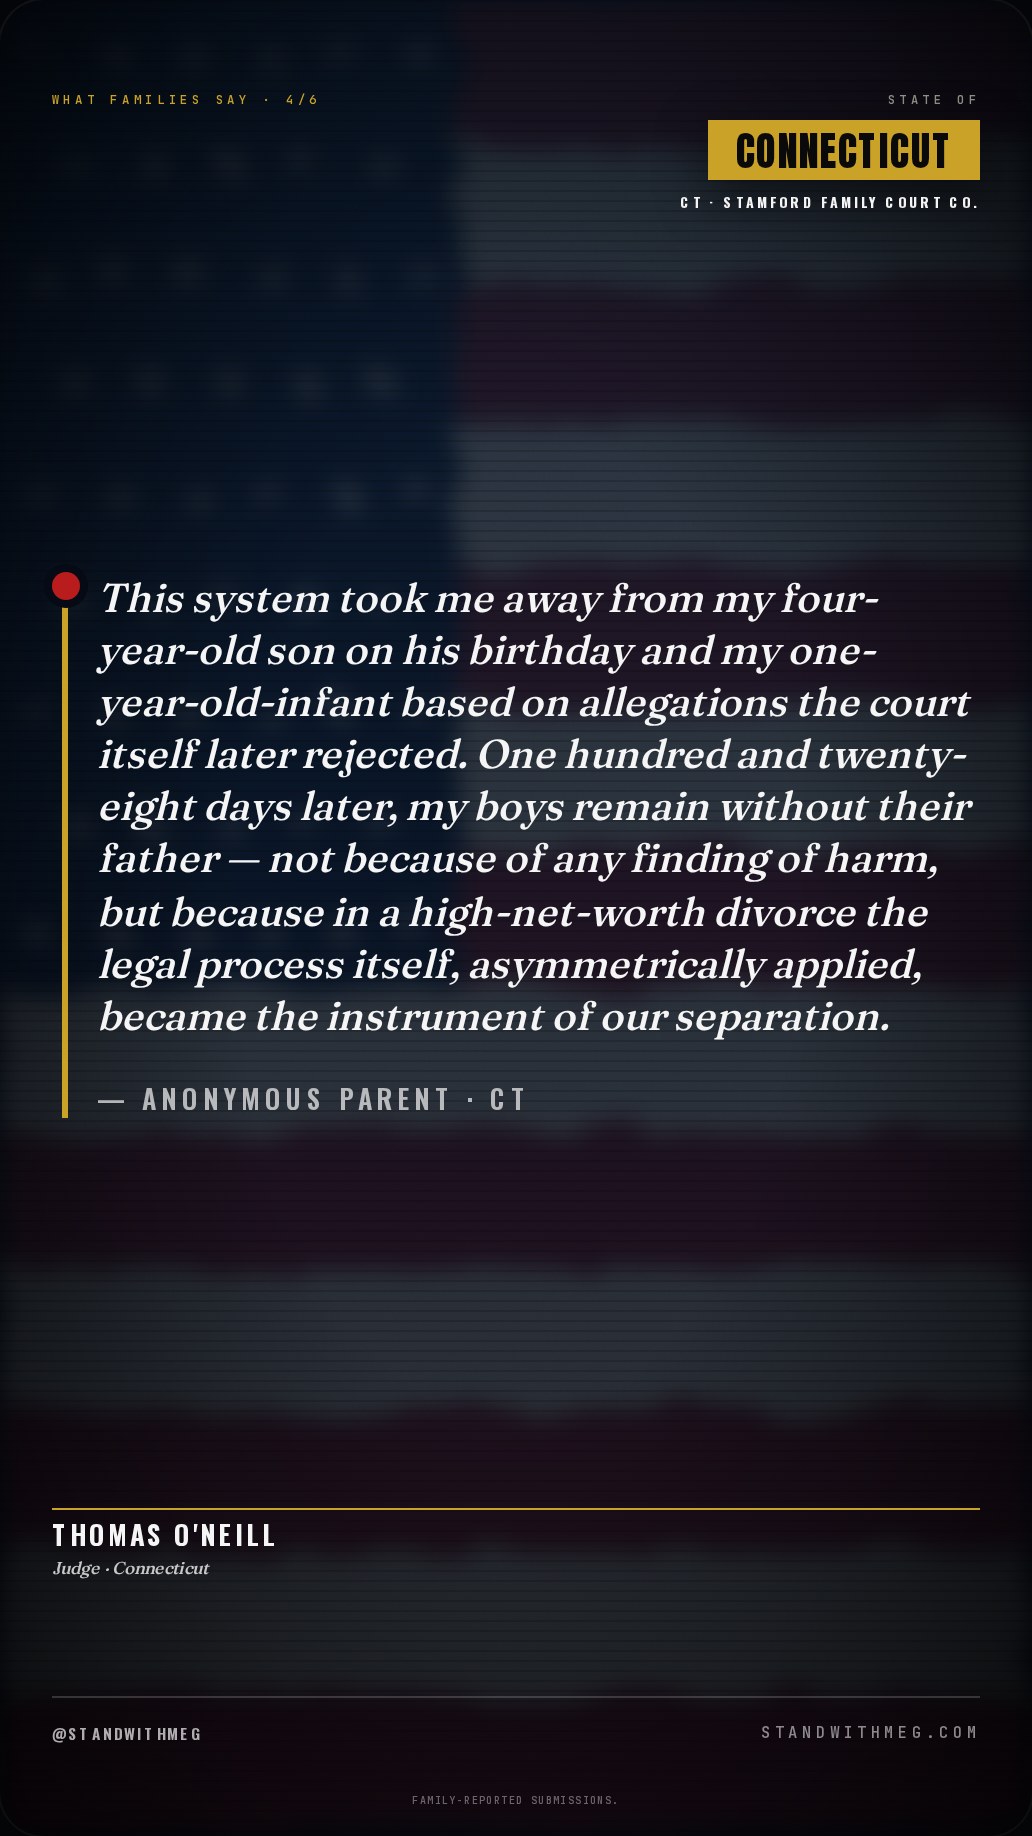 WHAT FAMILIES SAY · 4/6
STATE OF
CONNECTICUT
CT · STAMFORD FAMILY COURT CO.
This system took me away from my four-
year-old son on his birthday and my one-
year-old-infant based on allegations the court
itself later rejected. One hundred and twenty-
eight days later, my boys remain without their
father — not because of any finding of harm,
but because in a high-net-worth divorce the
legal process itself, asymmetrically applied,
became the instrument of our separation.
— ANONYMOUS PARENT · CT
THOMAS O'NEILL
Judge · Connecticut
@STANDWITHMEG
STANDWITHMEG.COM
FAMILY-REPORTED SUBMISSIONS.